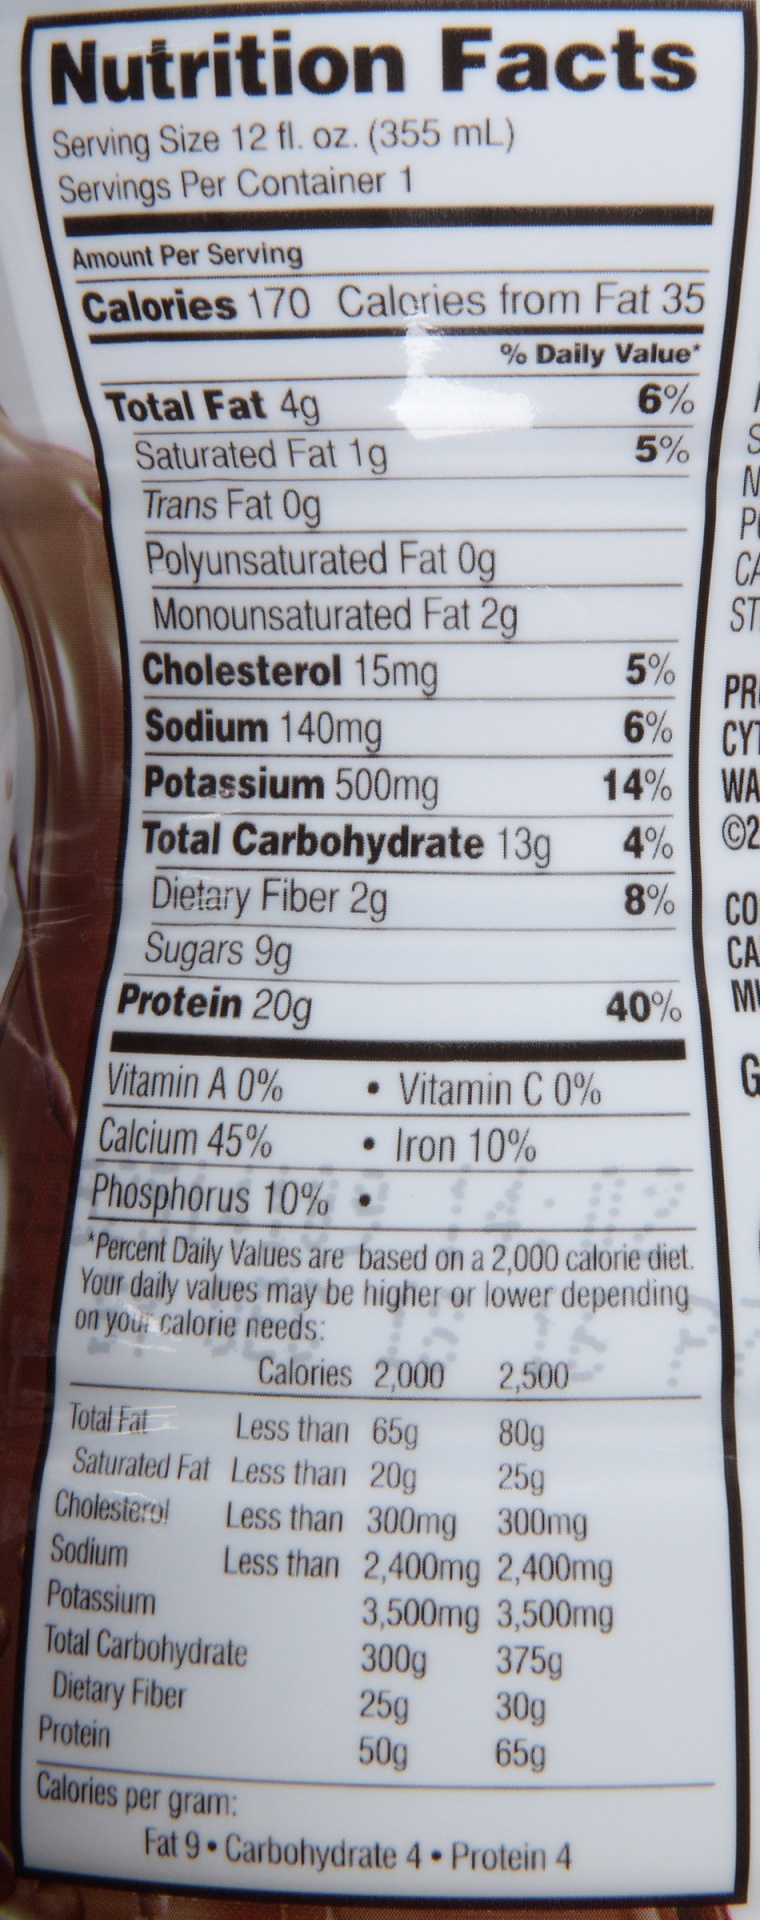 Nutrition Facts
Serving Size 12 fl. oz. (355 mL)
Servings Per Container 1
Amount Per Serving
Calories 170 Calories from Fat 35
% Daily Value*
Total Fat 4g 6%
Saturated Fat 1g 5%
Trans Fat 0g
Polyunsaturated Fat 0g
Monounsaturated Fat 2g
Cholesterol 15mg 5%
Sodium 140mg 6%
Potassium 500mg 14%
Total Carbohydrate 13g 4%
Dietary Fiber 2g 8%
Sugars 9g
Protein 20g 40%
Vitamin A 0% • Vitamin C 0%
Calcium 45% • Iron 10%
Phosphorus 10% •
*Percent Daily Values are based on a 2,000 calorie diet.
Your daily values may be higher or lower depending
on your calorie needs:
Calories 2,000 2,500
Total Fat Less than 65g 80g
Saturated Fat Less than 20g 25g
Cholesterol Less than 300mg 300mg
Sodium Less than 2,400mg 2,400mg
Potassium 3,500mg 3,500mg
Total Carbohydrate 300g 375g
Dietary Fiber 25g 30g
Protein 50g 65g
Calories per gram:
Fat 9 • Carbohydrate 4 • Protein 4